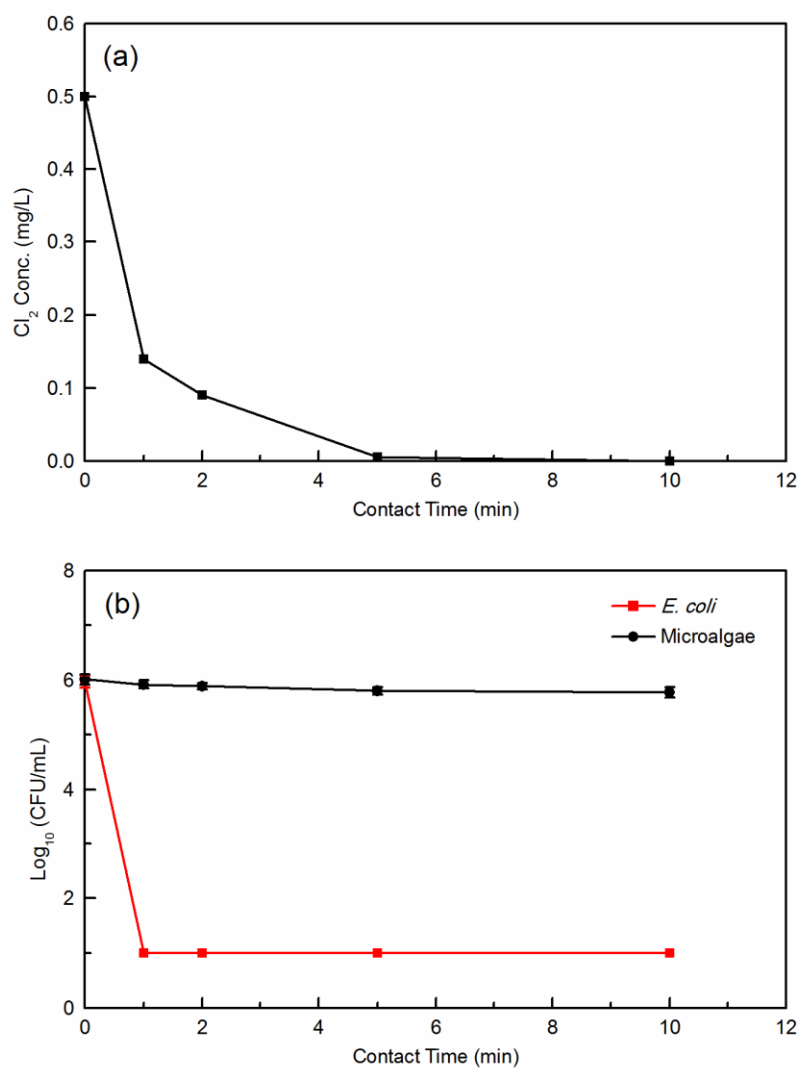 (a)
0.6
0.5
0.4
0.3
0.2
0.1
0.0
Cl₂ Conc. (mg/L)
0 2 4 6 8 10 12
Contact Time (min)
(b)
E. coli
Microalgae
8
6
4
2
0
Log₁₀ (CFU/mL)
0 2 4 6 8 10 12
Contact Time (min)